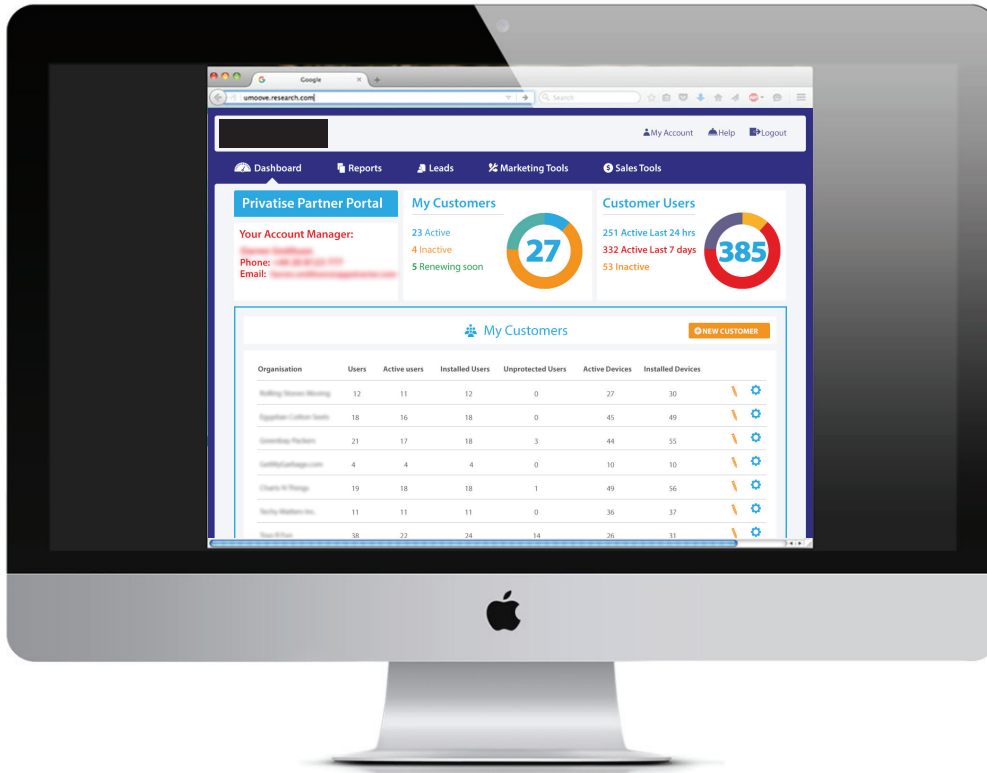 Google
umoove.research.com
Search
My Account Help Logout
Dashboard Reports Leads Marketing Tools Sales Tools
Privatise Partner Portal
Your Account Manager:
Phone:
Email:
My Customers
23 Active
4 Inactive
5 Renewing soon
27
Customer Users
251 Active Last 24 hrs
332 Active Last 7 days
53 Inactive
385
My Customers
NEW CUSTOMER
Organisation Users Active users Installed Users Unprotected Users Active Devices Installed Devices
12 11 12 0 27 30
18 16 18 0 45 49
21 17 18 3 44 55
4 4 4 0 10 10
19 18 18 1 49 56
11 11 11 0 36 37
38 22 24 14 26 31